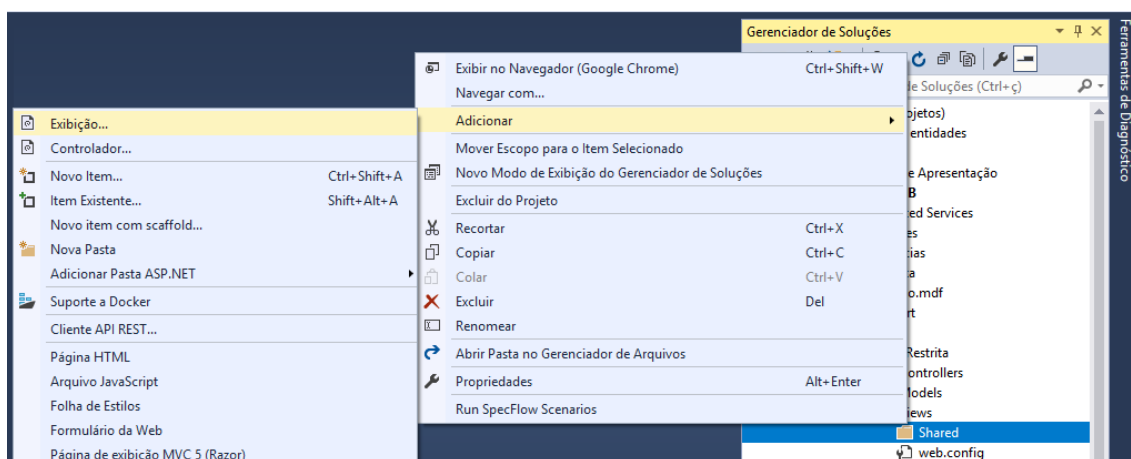 Gerenciador de Soluções
Ferramentas de Diagnóstico
de Soluções (Ctrl+ç)
Exibir no Navegador (Google Chrome) Ctrl+Shift+W
Navegar com...
Adicionar
Mover Escopo para o Item Selecionado
Novo Modo de Exibição do Gerenciador de Soluções
Excluir do Projeto
Recortar Ctrl+X
Copiar Ctrl+C
Colar Ctrl+V
Excluir Del
Renomear
Abrir Pasta no Gerenciador de Arquivos
Propriedades Alt+Enter
Run SpecFlow Scenarios
Exibição...
Controlador...
Novo Item... Ctrl+Shift+A
Item Existente... Shift+Alt+A
Novo item com scaffold...
Nova Pasta
Adicionar Pasta ASP.NET
Suporte a Docker
Cliente API REST...
Página HTML
Arquivo JavaScript
Folha de Estilos
Formulário da Web
Página de exibição MVC 5 (Razor)
ojetos)
entidades
e Apresentação
B
ed Services
es
ias
a
o.mdf
rt
Restrita
ontrollers
Models
iews
Shared
web.config